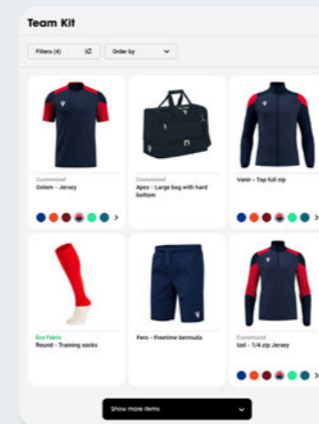 Team Kit
Filters (4)
Order by
Customized
Golem - Jersey
Customized
Apex - Large bag with hard
bottom
Vanir - Top full zip
Eco Fabric
Round - Training socks
Fero - Freetime bermuda
Customized
Izel - 1/4 zip Jersey
Show more items